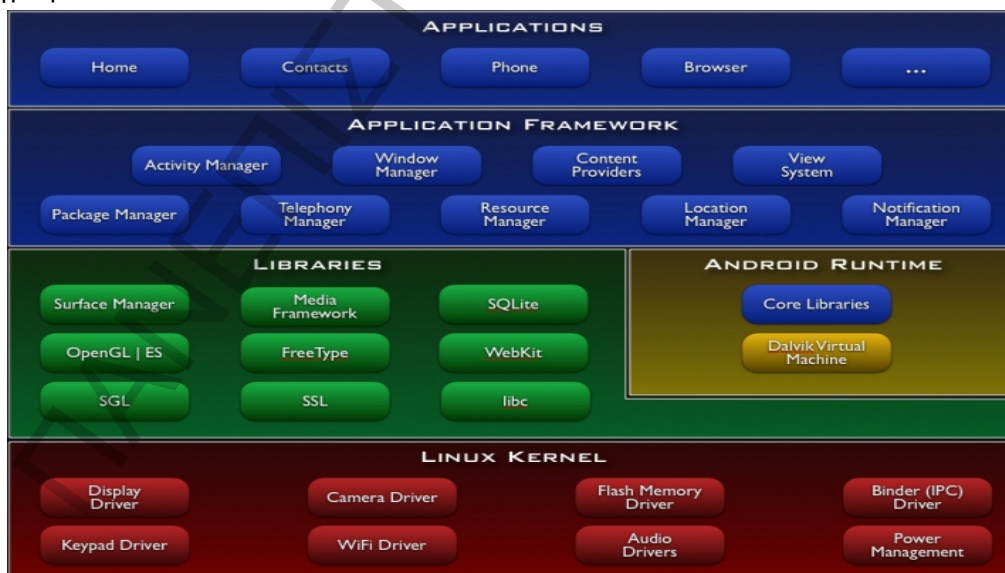 APPLICATIONS
Home Contacts Phone Browser ...
APPLICATION FRAMEWORK
Activity Manager Window Manager Content Providers View System
Package Manager Telephony Manager Resource Manager Location Manager Notification Manager
LIBRARIES
Surface Manager Media Framework SQLite
OpenGL | ES FreeType WebKit
SGL SSL libc
ANDROID RUNTIME
Core Libraries
Dalvik Virtual Machine
LINUX KERNEL
Display Driver Camera Driver Flash Memory Driver Binder (IPC) Driver
Keypad Driver WiFi Driver Audio Drivers Power Management